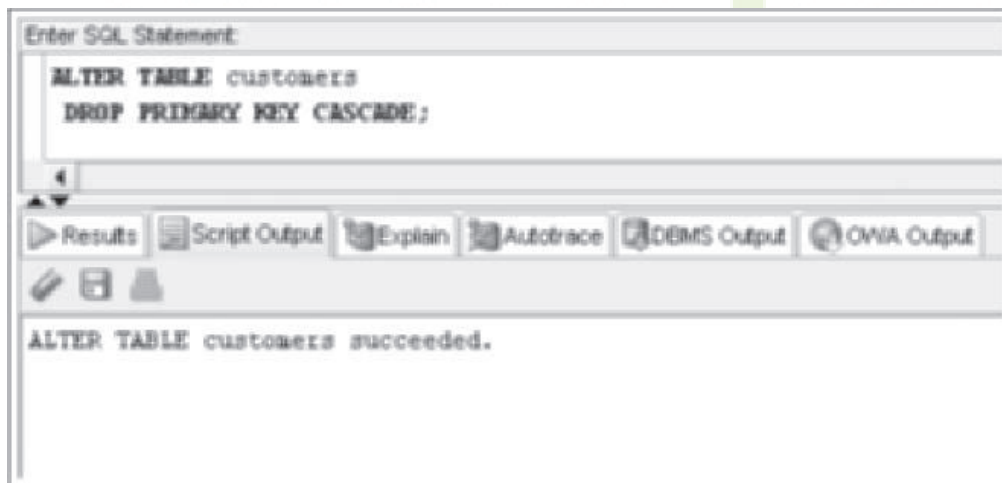 Enter SQL Statement:
ALTER TABLE customers
DROP PRIMARY KEY CASCADE;
Results Script Output Explain Autotrace DBMS Output OWA Output
ALTER TABLE customers succeeded.